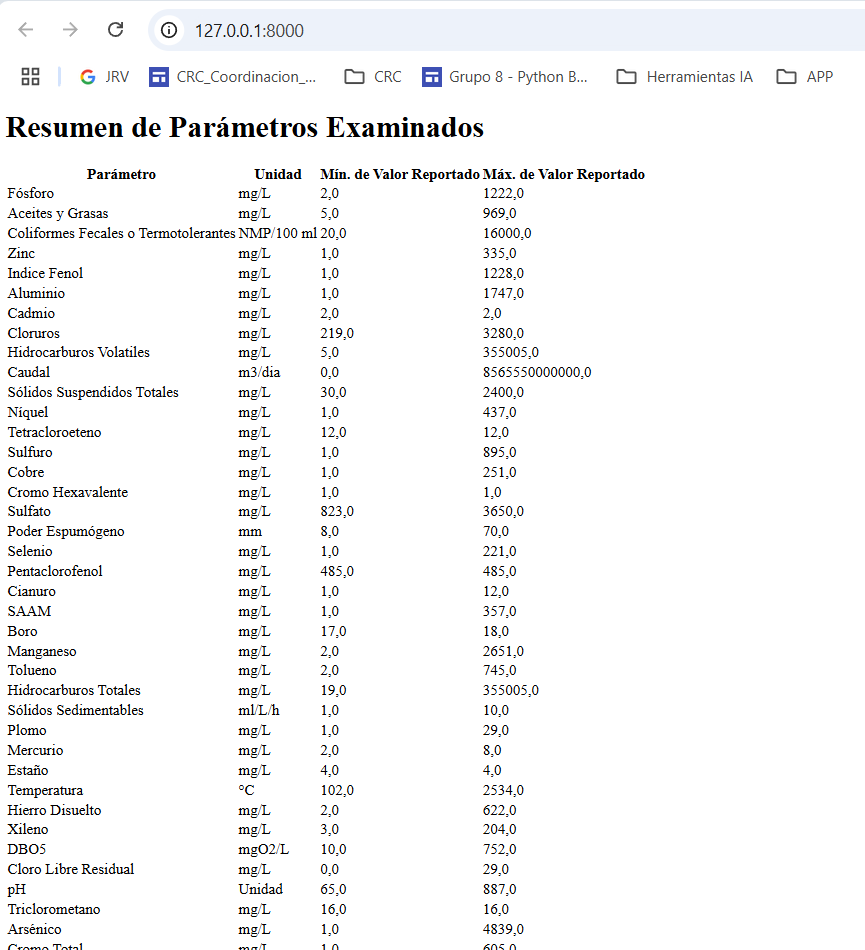 127.0.0.1:8000
JRV CRC_Coordinacion_... CRC Grupo 8 - Python B... Herramientas IA APP
Resumen de Parámetros Examinados
Parámetro Unidad Mín. de Valor Reportado Máx. de Valor Reportado
Fósforo mg/L 2,0 1222,0
Aceites y Grasas mg/L 5,0 969,0
Coliformes Fecales o Termotolerantes NMP/100 ml 20,0 16000,0
Zinc mg/L 1,0 335,0
Indice Fenol mg/L 1,0 1228,0
Aluminio mg/L 1,0 1747,0
Cadmio mg/L 2,0 2,0
Cloruros mg/L 219,0 3280,0
Hidrocarburos Volatiles mg/L 5,0 355005,0
Caudal m3/dia 0,0 8565550000000,0
Sólidos Suspendidos Totales mg/L 30,0 2400,0
Níquel mg/L 1,0 437,0
Tetracloroeteno mg/L 12,0 12,0
Sulfuro mg/L 1,0 895,0
Cobre mg/L 1,0 251,0
Cromo Hexavalente mg/L 1,0 1,0
Sulfato mg/L 823,0 3650,0
Poder Espumógeno mm 8,0 70,0
Selenio mg/L 1,0 221,0
Pentaclorofenol mg/L 485,0 485,0
Cianuro mg/L 1,0 12,0
SAAM mg/L 1,0 357,0
Boro mg/L 17,0 18,0
Manganeso mg/L 2,0 2651,0
Tolueno mg/L 2,0 745,0
Hidrocarburos Totales mg/L 19,0 355005,0
Sólidos Sedimentables ml/L/h 1,0 10,0
Plomo mg/L 1,0 29,0
Mercurio mg/L 2,0 8,0
Estaño mg/L 4,0 4,0
Temperatura °C 102,0 2534,0
Hierro Disuelto mg/L 2,0 622,0
Xileno mg/L 3,0 204,0
DBO5 mgO2/L 10,0 752,0
Cloro Libre Residual mg/L 0,0 29,0
pH Unidad 65,0 887,0
Triclorometano mg/L 16,0 16,0
Arsénico mg/L 1,0 4839,0
Cromo Total mg/L 1,0 605,0